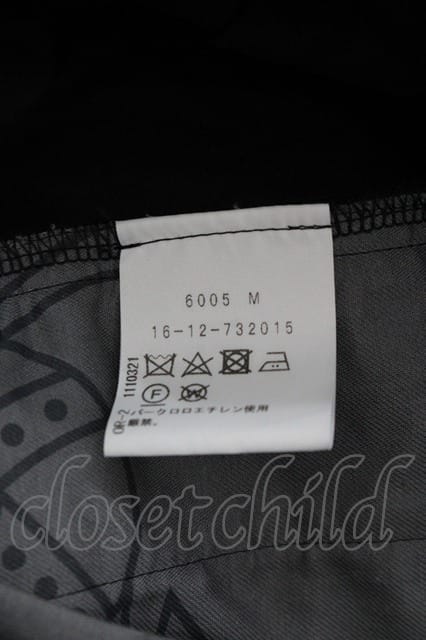 6005 M
16-12-732015
F
W
1110321
OR-2
パークロロエチレン使用
厳禁。
closetchild